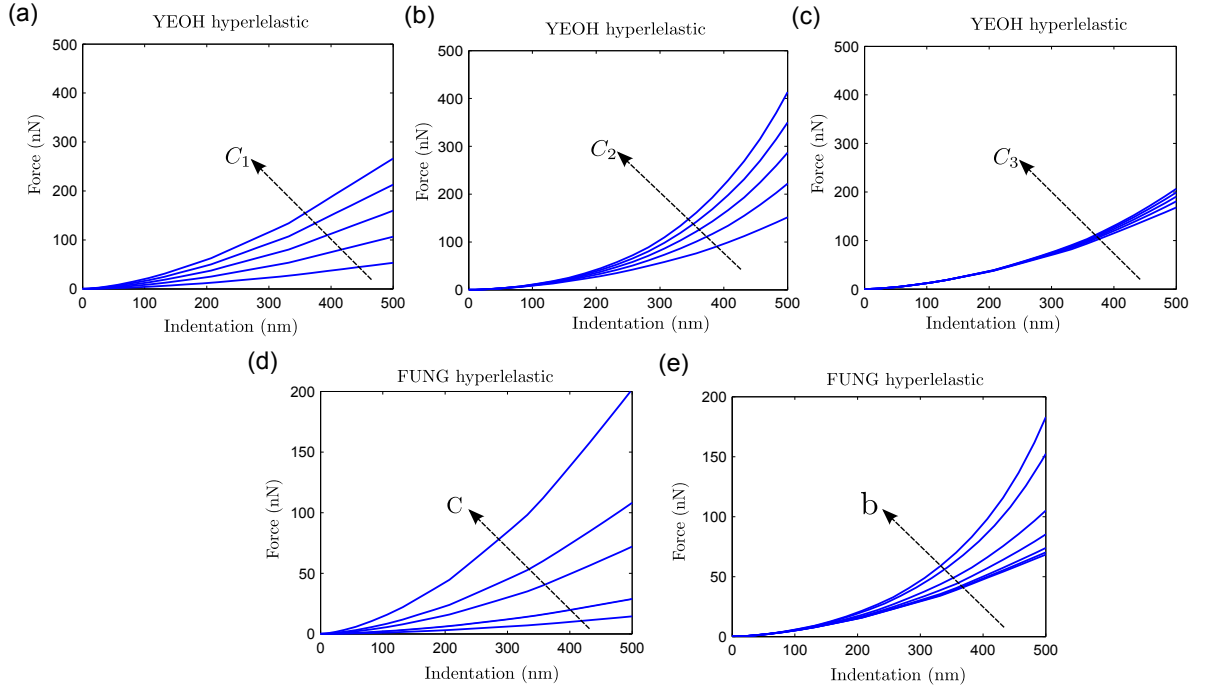 (a)
YEOH hyperlelastic
500
400
300
200
100
0
Force (nN)
C1
0 100 200 300 400 500
Indentation (nm)
(b)
YEOH hyperlelastic
500
400
300
200
100
0
Force (nN)
C2
0 100 200 300 400 500
Indentation (nm)
(c)
YEOH hyperlelastic
500
400
300
200
100
0
Force (nN)
C3
0 100 200 300 400 500
Indentation (nm)
(d)
FUNG hyperlelastic
200
150
100
50
0
Force (nN)
C
0 100 200 300 400 500
Indentation (nm)
(e)
FUNG hyperlelastic
200
150
100
50
0
Force (nN)
b
0 100 200 300 400 500
Indentation (nm)